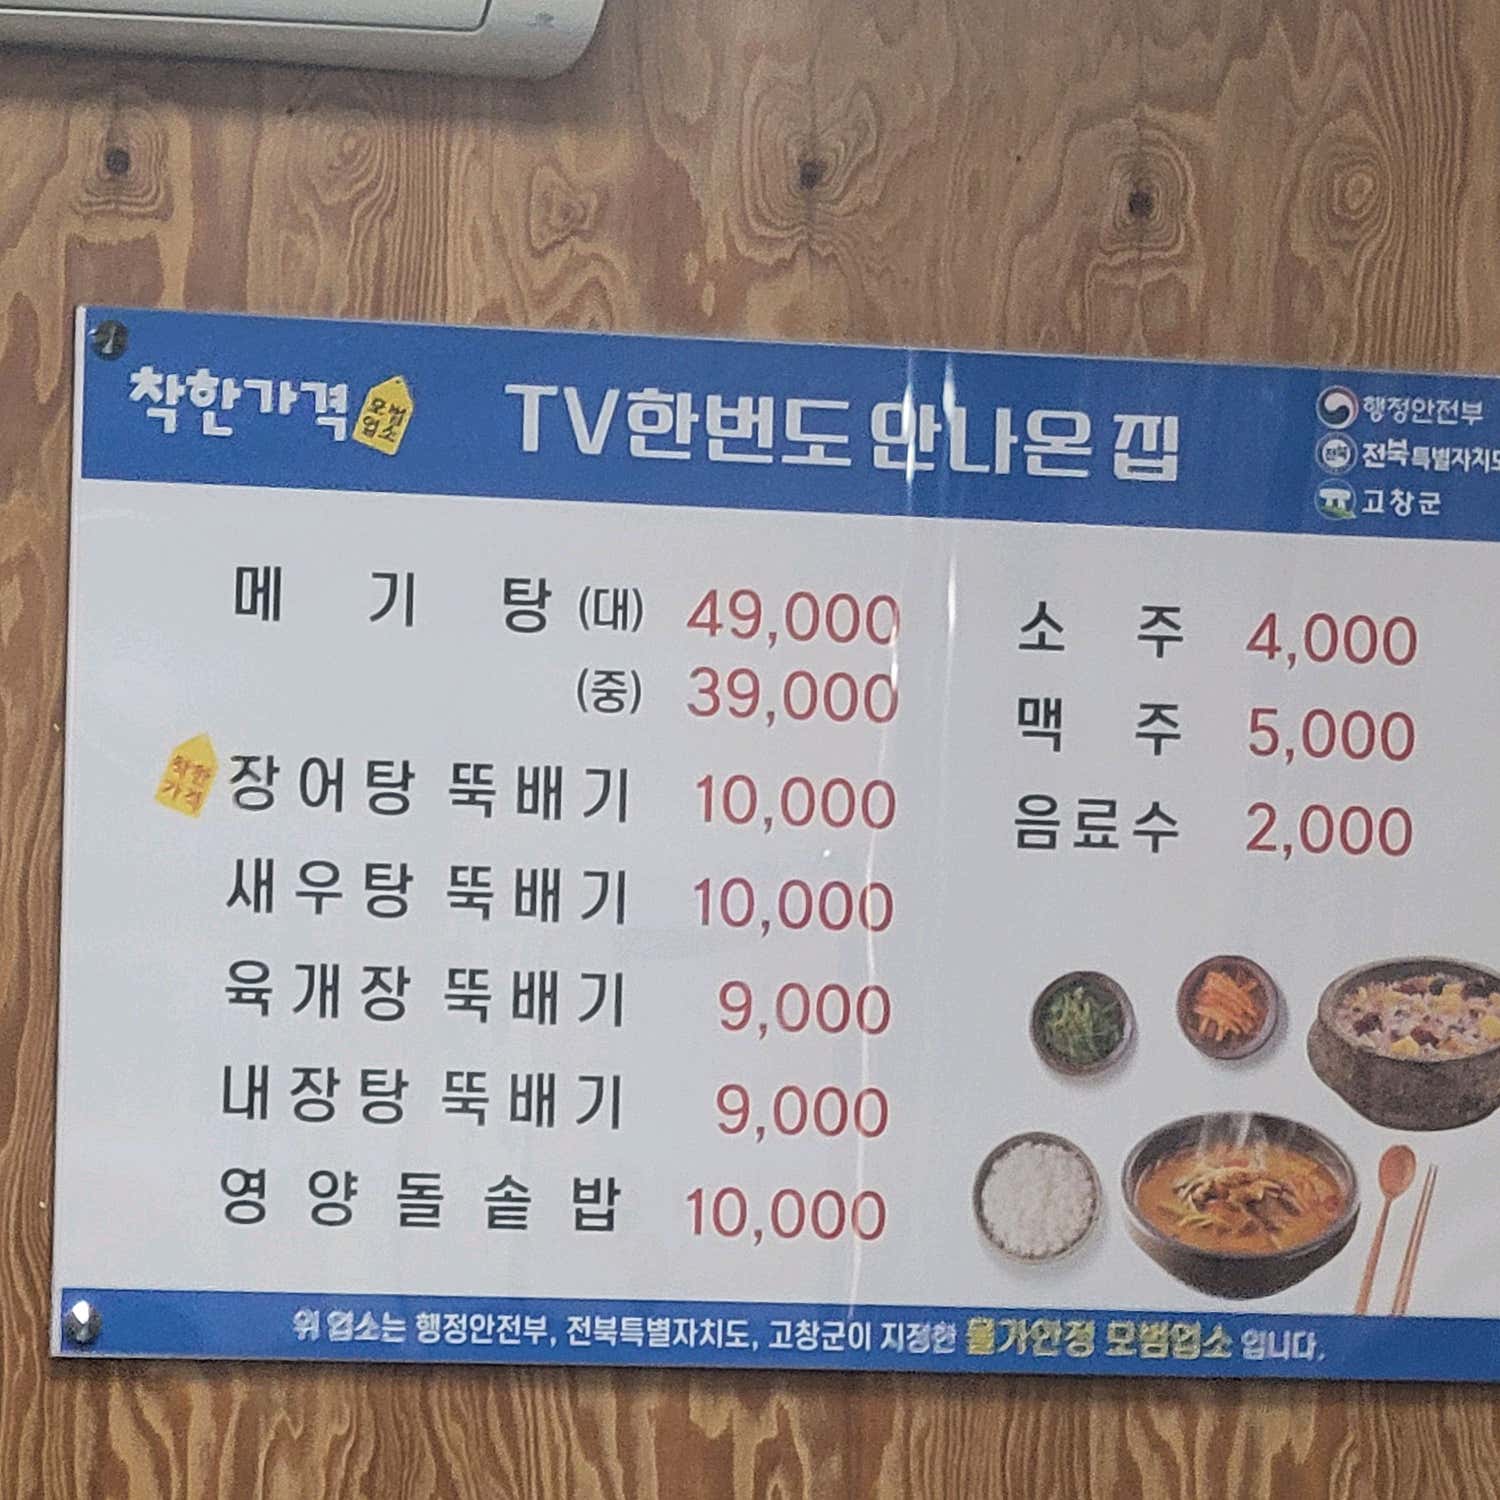 착한가격 모범
업소
TV한번도 안나온 집
행정안전부
전북특별자치도
고창군
메기탕 (대) 49,000
(중) 39,000
착한
가격
장어탕 뚝배기 10,000
새우탕 뚝배기 10,000
육개장 뚝배기 9,000
내장탕 뚝배기 9,000
영양돌솥밥 10,000
소주 4,000
맥주 5,000
음료수 2,000
위 업소는 행정안전부, 전북특별자치도, 고창군이 지정한 물가안정 모범업소 입니다.